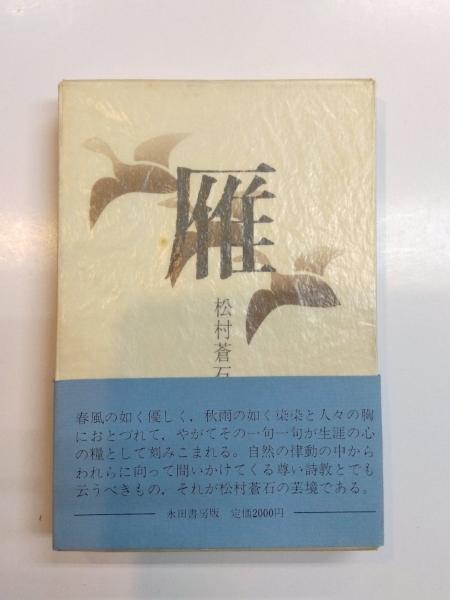 雁
松村蒼石
春風の如く優しく，秋雨の如く染染と人々の胸
におとづれて，やがてその一句一句が生涯の心
の糧として刻みこまれる。自然の律動の中から
われらに向って問いかけてくる尊い詩教とでも
云うべきもの，それが松村蒼石の芸境である。
永田書房版 定価2000円